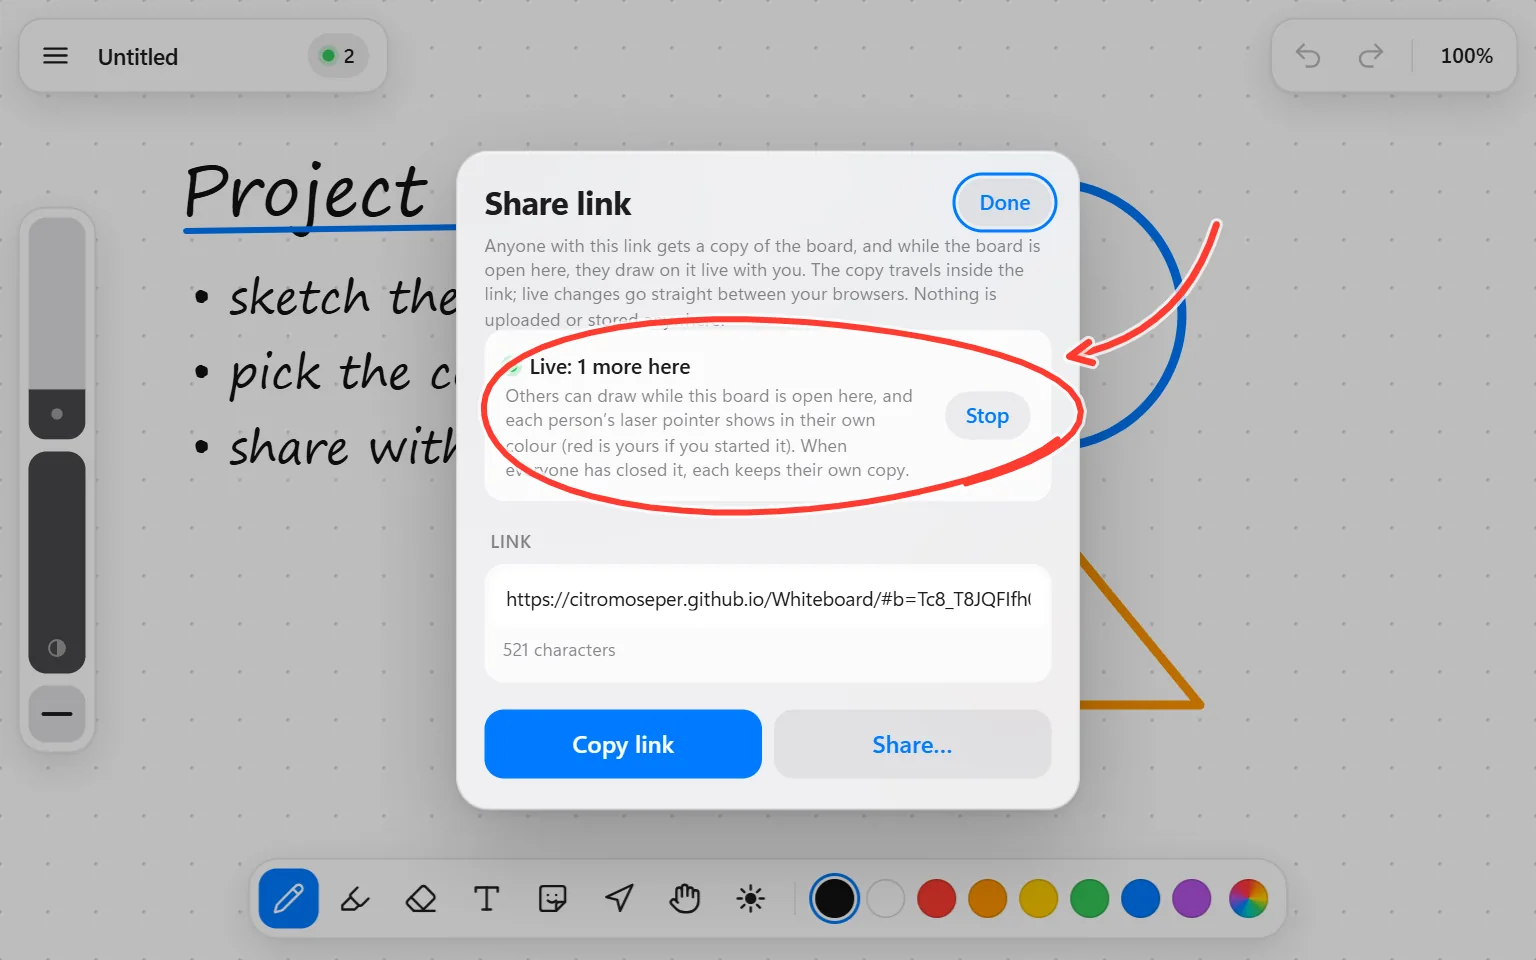 Untitled
2
100%
Project
• sketch the
• pick the
• share with
Share link
Done
Anyone with this link gets a copy of the board, and while the board is
open here, they draw on it live with you. The copy travels inside the
link; live changes go straight between your browsers. Nothing is
uploaded or stored anywhere.
Live: 1 more here
Others can draw while this board is open here, and
each person’s laser pointer shows in their own
colour (red is yours if you started it). When
everyone has closed it, each keeps their own copy.
Stop
LINK
https://citromoseper.github.io/Whiteboard/#b=Tc8_T8JQFIfh
521 characters
Copy link
Share...